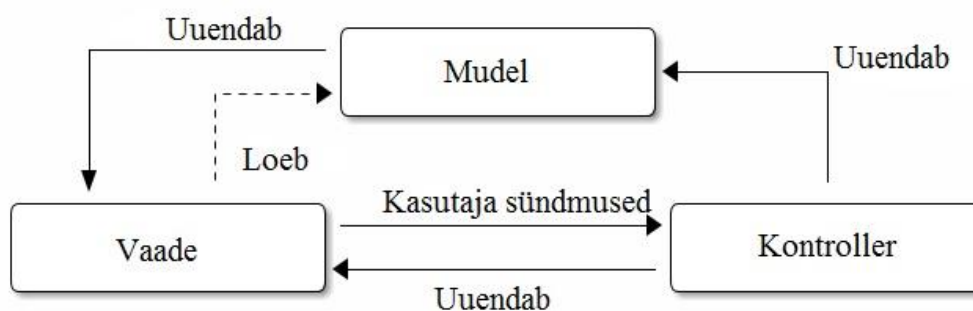 Uuendab
Mudel
Uuendab
Loeb
Kasutaja sündmused
Vaade
Kontroller
Uuendab